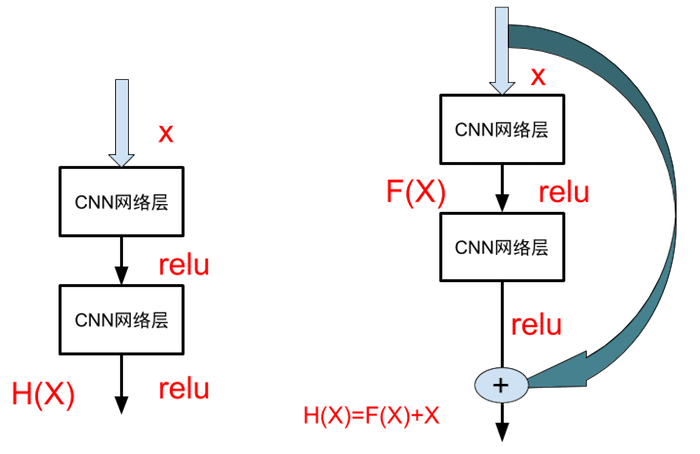 x
CNN网络层
relu
CNN网络层
H(X)
relu
x
CNN网络层
F(X)
relu
CNN网络层
relu
+
H(X)=F(X)+X